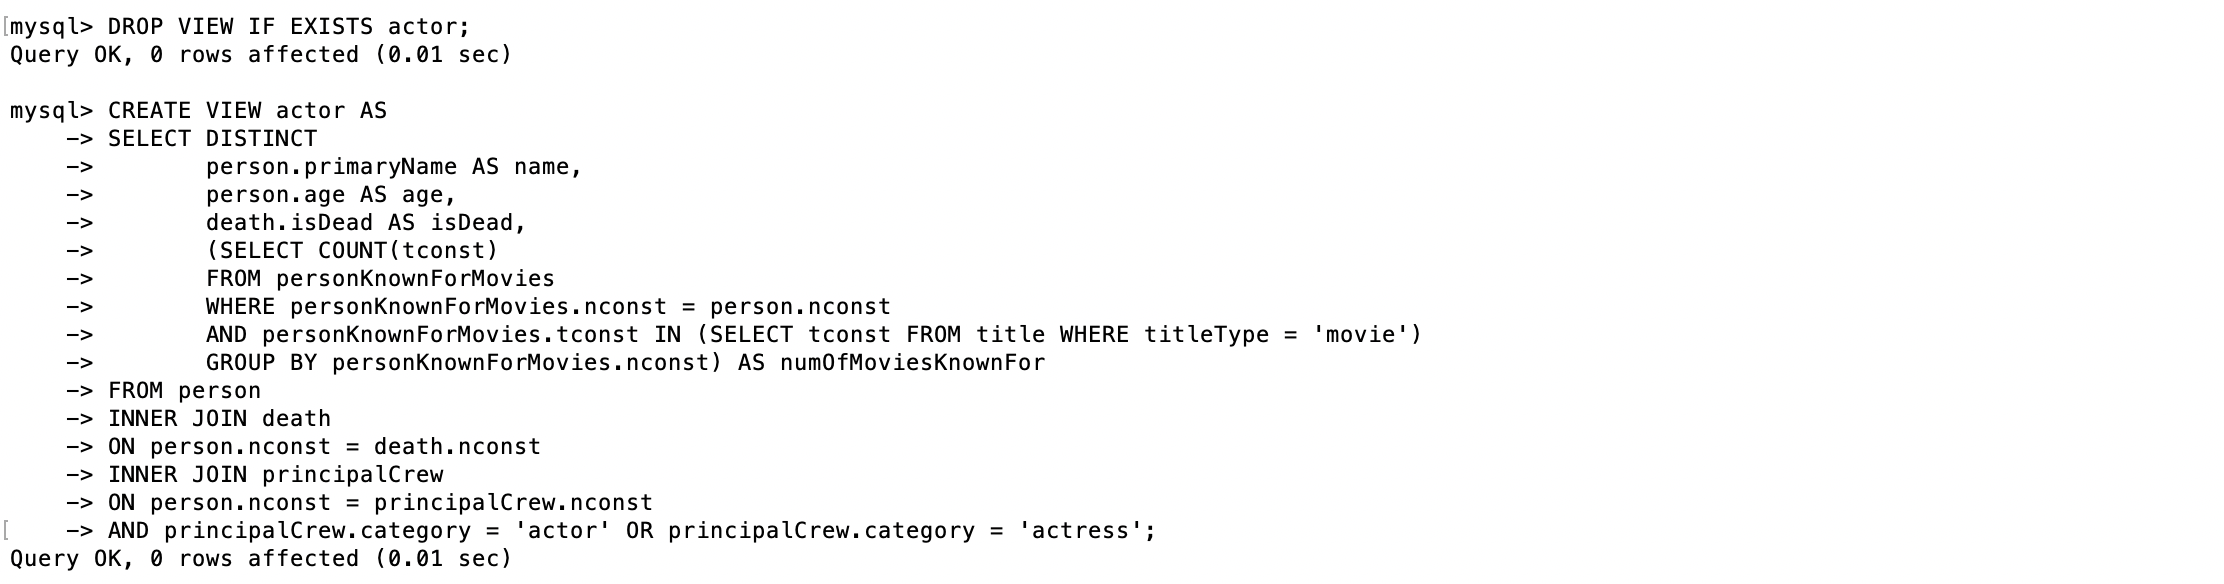 [mysql> DROP VIEW IF EXISTS actor;
Query OK, 0 rows affected (0.01 sec)
mysql> CREATE VIEW actor AS
    -> SELECT DISTINCT
    ->        person.primaryName AS name,
    ->        person.age AS age,
    ->        death.isDead AS isDead,
    ->        (SELECT COUNT(tconst)
    ->        FROM personKnownForMovies
    ->        WHERE personKnownForMovies.nconst = person.nconst
    ->        AND personKnownForMovies.tconst IN (SELECT tconst FROM title WHERE titleType = 'movie')
    ->        GROUP BY personKnownForMovies.nconst) AS numOfMoviesKnownFor
    -> FROM person
    -> INNER JOIN death
    -> ON person.nconst = death.nconst
    -> INNER JOIN principalCrew
    -> ON person.nconst = principalCrew.nconst
[    -> AND principalCrew.category = 'actor' OR principalCrew.category = 'actress';
Query OK, 0 rows affected (0.01 sec)